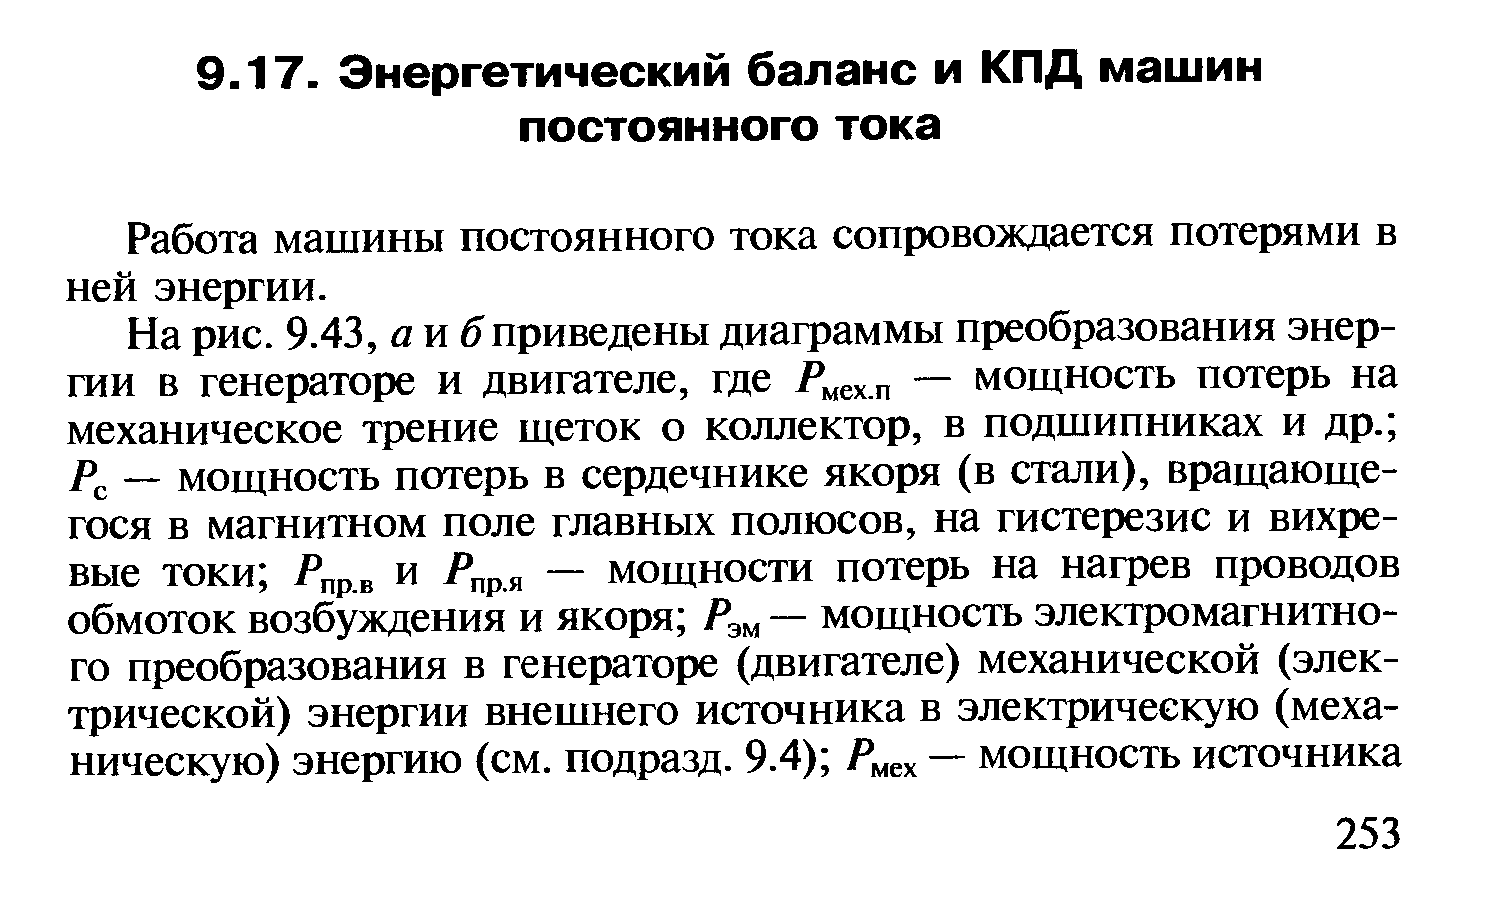 9.17. Энергетический баланс и КПД машин
постоянного тока
Работа машины постоянного тока сопровождается потерями в
ней энергии.
На рис. 9.43, а и б приведены диаграммы преобразования энер-
гии в генераторе и двигателе, где Pмех.п — мощность потерь на
механическое трение щеток о коллектор, в подшипниках и др.;
Pс — мощность потерь в сердечнике якоря (в стали), вращающе-
гося в магнитном поле главных полюсов, на гистерезис и вихре-
вые токи; Pпр.в и Pпр.я — мощности потерь на нагрев проводов
обмоток возбуждения и якоря; Pэм — мощность электромагнитно-
го преобразования в генераторе (двигателе) механической (элек-
трической) энергии внешнего источника в электрическую (меха-
ническую) энергию (см. подразд. 9.4); Pмех — мощность источника
253